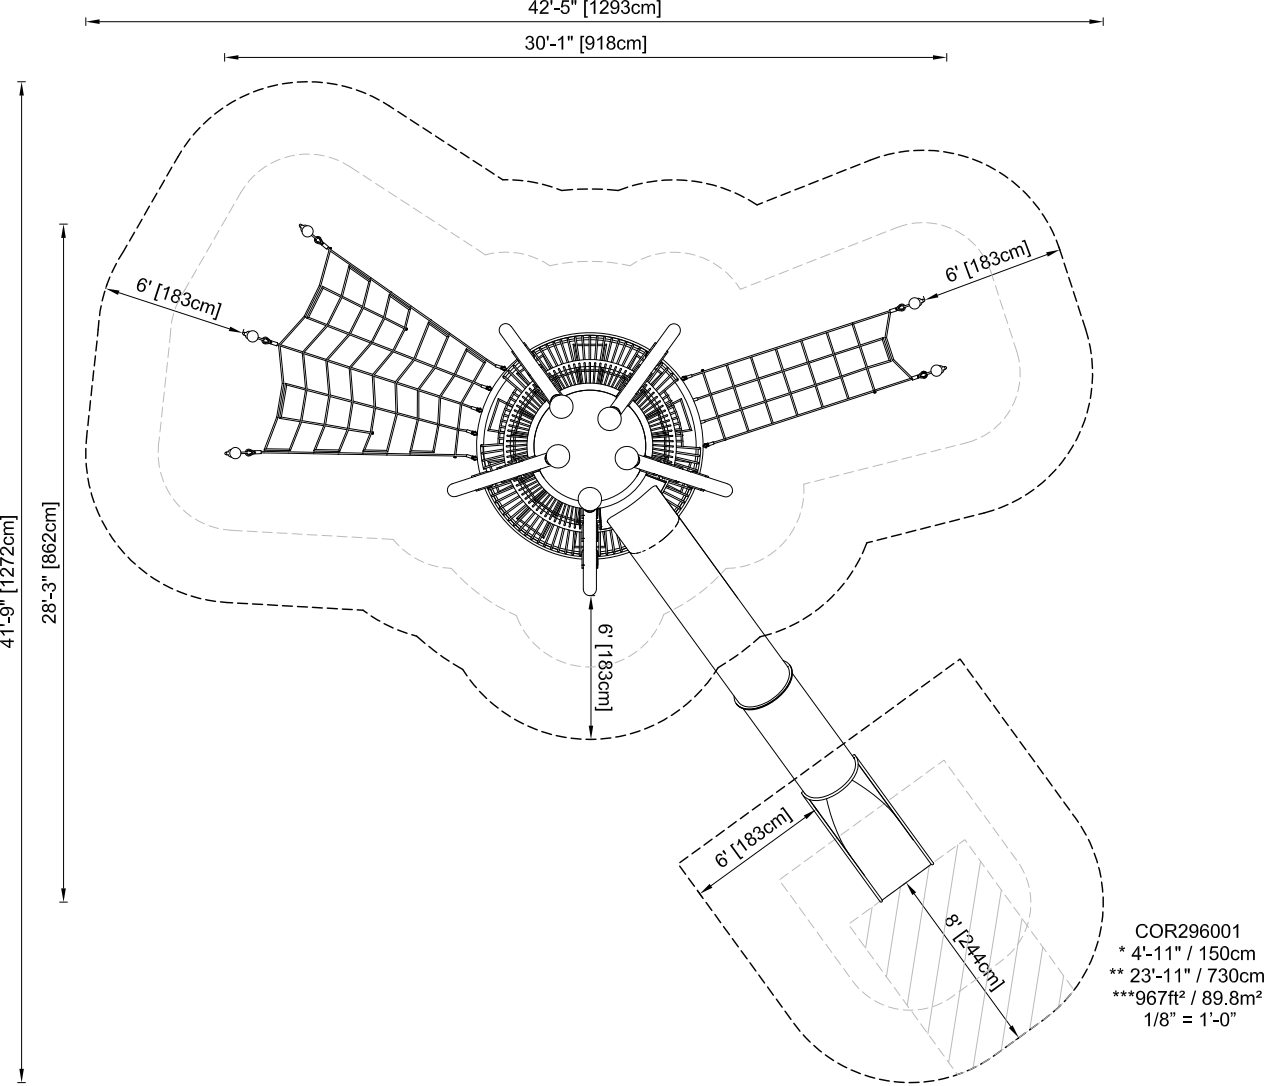 42'-5" [1293cm]
30'-1" [918cm]
6' [183cm]
6' [183cm]
41'-9" [1272cm]
28'-3" [862cm]
6' [183cm]
6' [183cm]
8' [244cm]
COR296001
* 4'-11" / 150cm
** 23'-11" / 730cm
***967ft² / 89.8m²
1/8” = 1’-0”